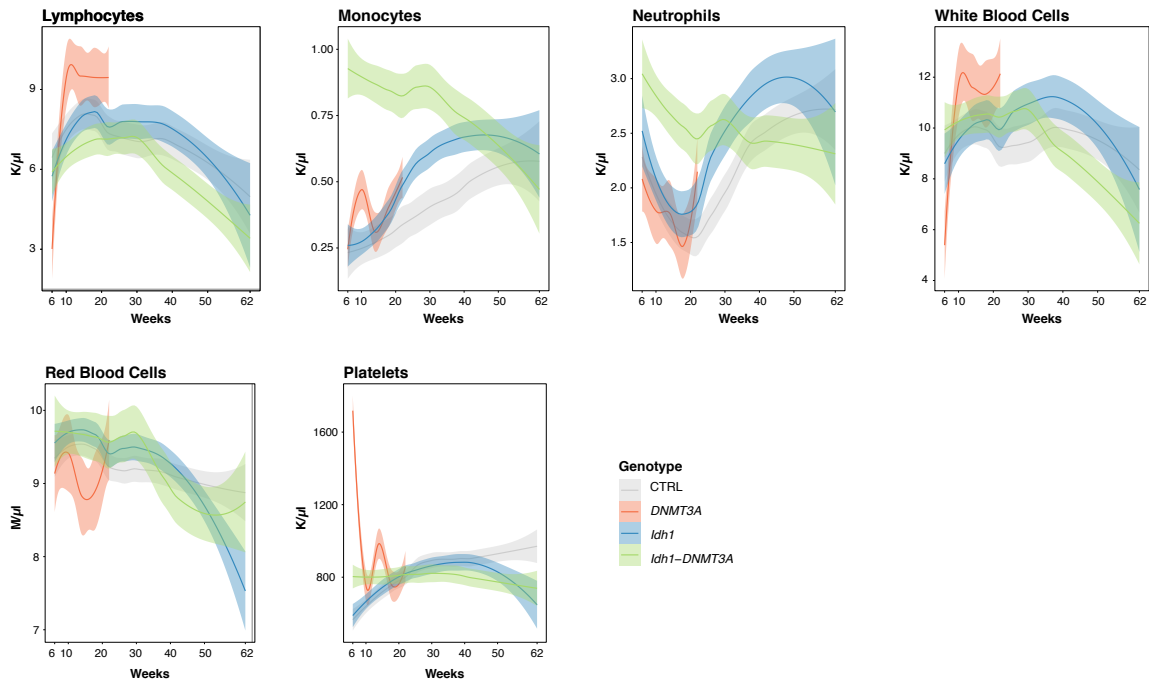 Lymphocytes
Monocytes
Neutrophils
White Blood Cells
9
6
3
K/µl
6 10 20 30 40 50 62
Weeks
1.00
0.75
0.50
0.25
K/µl
6 10 20 30 40 50 62
Weeks
3.0
2.5
2.0
1.5
K/µl
6 10 20 30 40 50 62
Weeks
12
10
8
6
4
K/µl
6 10 20 30 40 50 62
Weeks
Red Blood Cells
Platelets
10
9
8
7
M/µl
6 10 20 30 40 50 62
Weeks
1600
1200
800
K/µl
6 10 20 30 40 50 62
Weeks
Genotype
CTRL
DNMT3A
Idh1
Idh1–DNMT3A